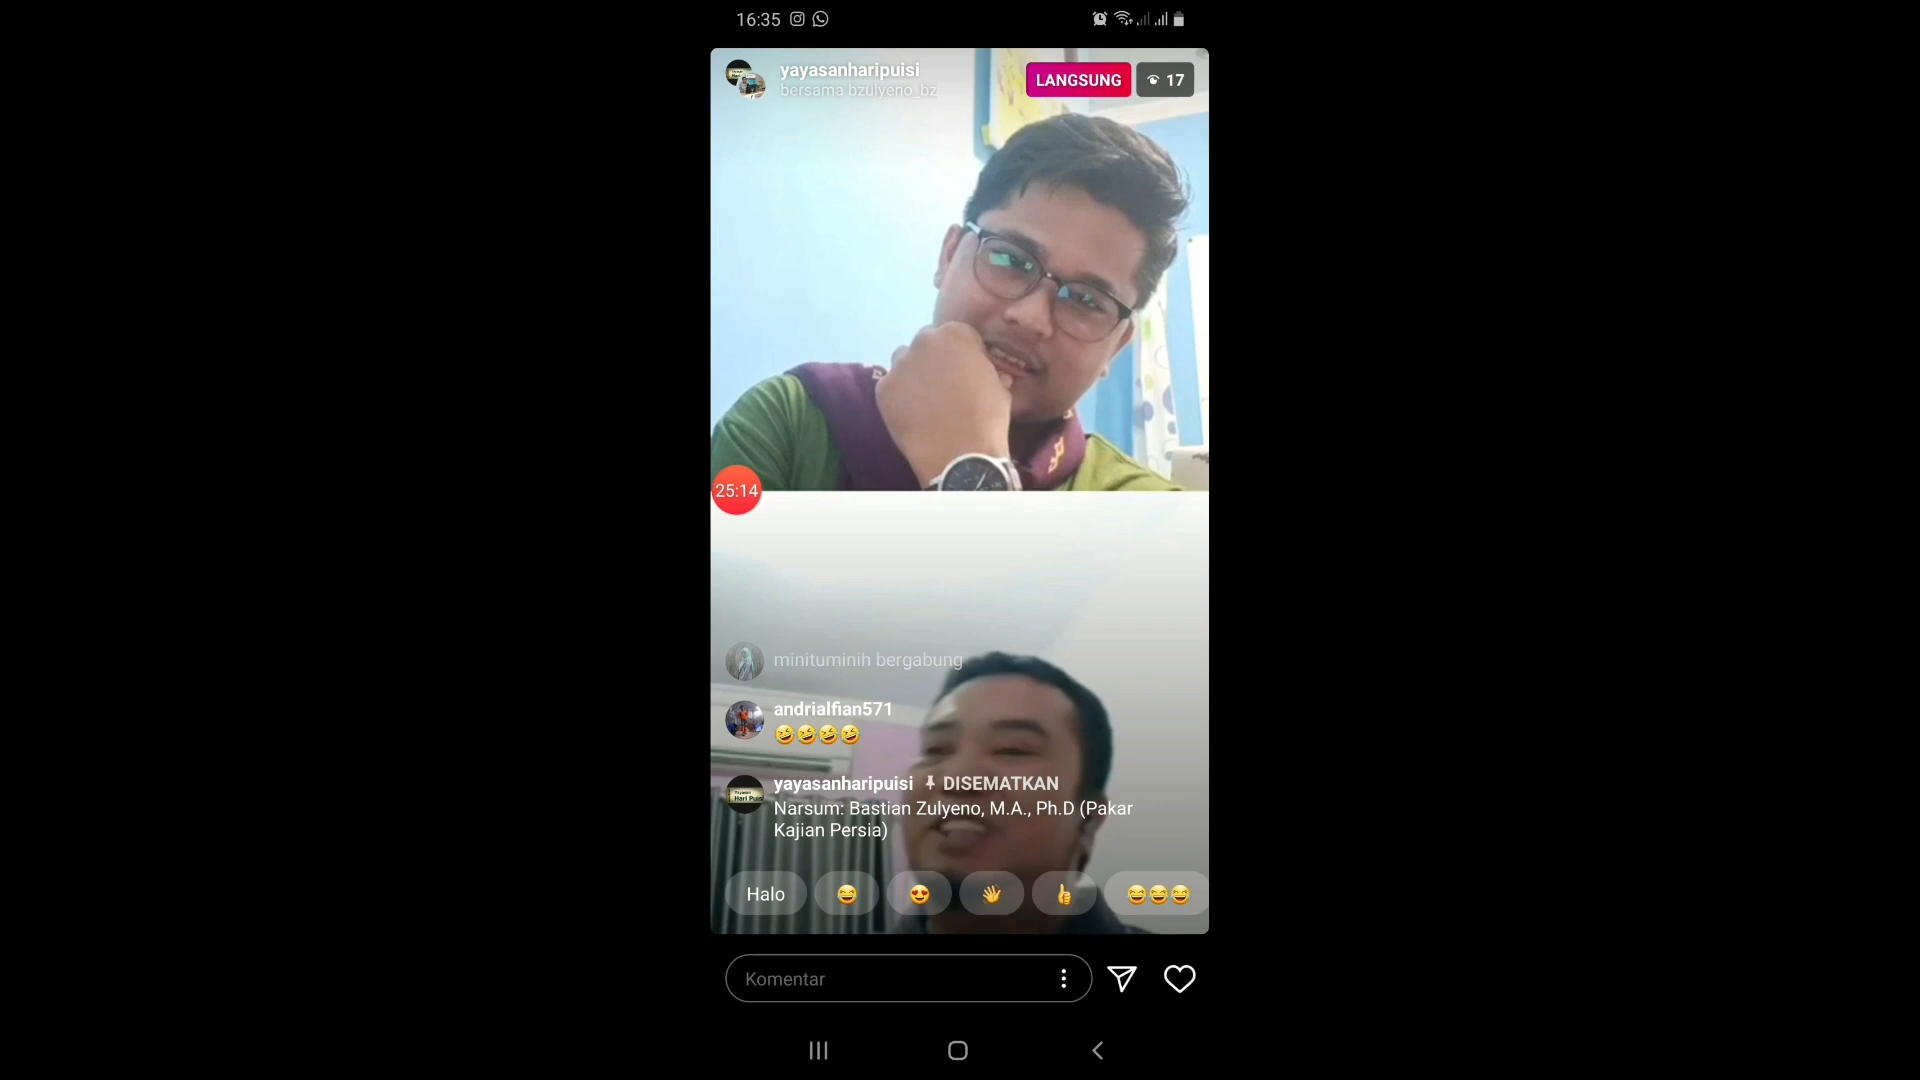 16:35
yayasanharipuisi
bersama bzulyeno_bz
LANGSUNG
17
25:14
minituminih bergabung
andrialfian571
🤣🤣🤣🤣
yayasanharipuisi DISEMATKAN
Narsum: Bastian Zulyeno, M.A., Ph.D (Pakar
Kajian Persia)
Halo 😅 😍 👋 👍 😂😂😂
Komentar